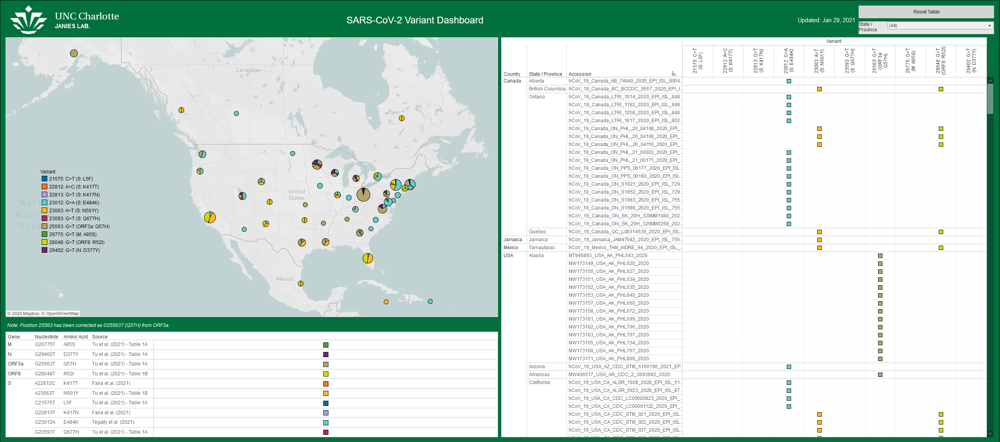 UNC Charlotte
JANIES LAB.
SARS-CoV-2 Variant Dashboard
Updated: Jan 29, 2021
Reset Table
State / Province
(All)
Canada
United States
Mexico
North Pacific Ocean
Variant
21575: C>T (S: L5F)
22812: A>C (S: K417T)
22813: G>T (S: K417N)
23012: G>A (S: E484K)
23063: A>T (S: N501Y)
23593: G>T (S: Q677H)
25563: G>T (ORF3a: Q57H)
26775: G>T (M: A85S)
28048: G>T (ORF8: R52I)
29402: G>T (N: D377Y)
© 2021 Mapbox © OpenStreetMap
Note: Position 25563 has been corrected as G25563T (Q57H) from ORF3a.
Gene Nucleotide Amino Acid Source
M G26775T A85S Tu et al. (2021) - Table 1A
N G29402T D377Y Tu et al. (2021) - Table 1A
ORF3a G25563T Q57H Tu et al. (2021) - Table 1A
ORF8 G28048T R52I Tu et al. (2021) - Table 1B
S A22812C K417T Faria et al. (2021)
A23063T N501Y Tu et al. (2021) - Table 1B
C21575T L5F Tu et al. (2021) - Table 1A
G22813T K417N Faria et al. (2021)
G23012A E484K Tegally et al. (2021)
G23593T Q677H Tu et al. (2021) - Table 1A
Variant
21575: C>T (S: L5F)
22812: A>C (S: K417T)
22813: G>T (S: K417N)
23012: G>A (S: E484K)
23063: A>T (S: N501Y)
23593: G>T (S: Q677H)
25563: G>T (ORF3a: Q57H)
26775: G>T (M: A85S)
28048: G>T (ORF8: R52I)
29402: G>T (N: D377Y)
Country State / Province Accession
Canada Alberta hCoV_19_Canada_AB_74649_2020_EPI_ISL_8054..
British Columbia hCoV_19_Canada_BC_BCCDC_9557_2020_EPI_I..
Ontario hCoV_19_Canada_LTRI_1014_2020_EPI_ISL_848..
hCoV_19_Canada_LTRI_1192_2020_EPI_ISL_848..
hCoV_19_Canada_LTRI_1258_2020_EPI_ISL_848..
hCoV_19_Canada_LTRI_1617_2020_EPI_ISL_852..
hCoV_19_Canada_ON_PHL_20_04108_2020_EPI_..
hCoV_19_Canada_ON_PHL_20_04109_2020_EPI_..
hCoV_19_Canada_ON_PHL_20_04116_2020_EPI_..
hCoV_19_Canada_ON_PHL_21_00003_2020_EPI_..
hCoV_19_Canada_ON_PHL_21_00171_2020_EPI_..
hCoV_19_Canada_ON_PPS_00177_2020_EPI_ISL..
hCoV_19_Canada_ON_PPS_00180_2020_EPI_ISL..
hCoV_19_Canada_ON_S1821_2020_EPI_ISL_729..
hCoV_19_Canada_ON_S1852_2020_EPI_ISL_729..
hCoV_19_Canada_ON_S1983_2020_EPI_ISL_755..
hCoV_19_Canada_ON_S1986_2020_EPI_ISL_755..
hCoV_19_Canada_ON_SK_20H_328MM1080_202..
hCoV_19_Canada_ON_SK_20H_329MM0268_202..
Quebec hCoV_19_Canada_QC_L00314539_2020_EPI_ISL..
Jamaica Jamaica hCoV_19_Jamaica_JAM47542_2020_EPI_ISL_756..
Mexico Tamaulipas hCoV_19_Mexico_TAM_InDRE_94_2020_EPI_ISL_..
USA Alaska MT946893_USA_AK_PHL543_2020
MW173149_USA_AK_PHL620_2020
MW173150_USA_AK_PHL627_2020
MW173151_USA_AK_PHL634_2020
MW173152_USA_AK_PHL635_2020
MW173153_USA_AK_PHL640_2020
MW173157_USA_AK_PHL660_2020
MW173158_USA_AK_PHL672_2020
MW173161_USA_AK_PHL699_2020
MW173162_USA_AK_PHL706_2020
MW173163_USA_AK_PHL707_2020
MW173165_USA_AK_PHL734_2020
MW173168_USA_AK_PHL767_2020
MW173171_USA_AK_PHL806_2020
Arizona hCoV_19_USA_AZ_CDC_STM_A100196_2021_EP..
Arkansas MW406517_USA_AR_CDC_2_3693682_2020
California hCoV_19_USA_CA_ALSR_1928_2020_EPI_ISL_51..
hCoV_19_USA_CA_ALSR_5923_2020_EPI_ISL_87..
hCoV_19_USA_CA_CDC_LC00000823_2020_EPI_..
hCoV_19_USA_CA_CDC_LC00001122_2020_EPI_..
hCoV_19_USA_CA_CDC_STM_021_2020_EPI_ISL..
hCoV_19_USA_CA_CDC_STM_022_2020_EPI_ISL..
hCoV_19_USA_CA_CDC_STM_037_2020_EPI_ISL..